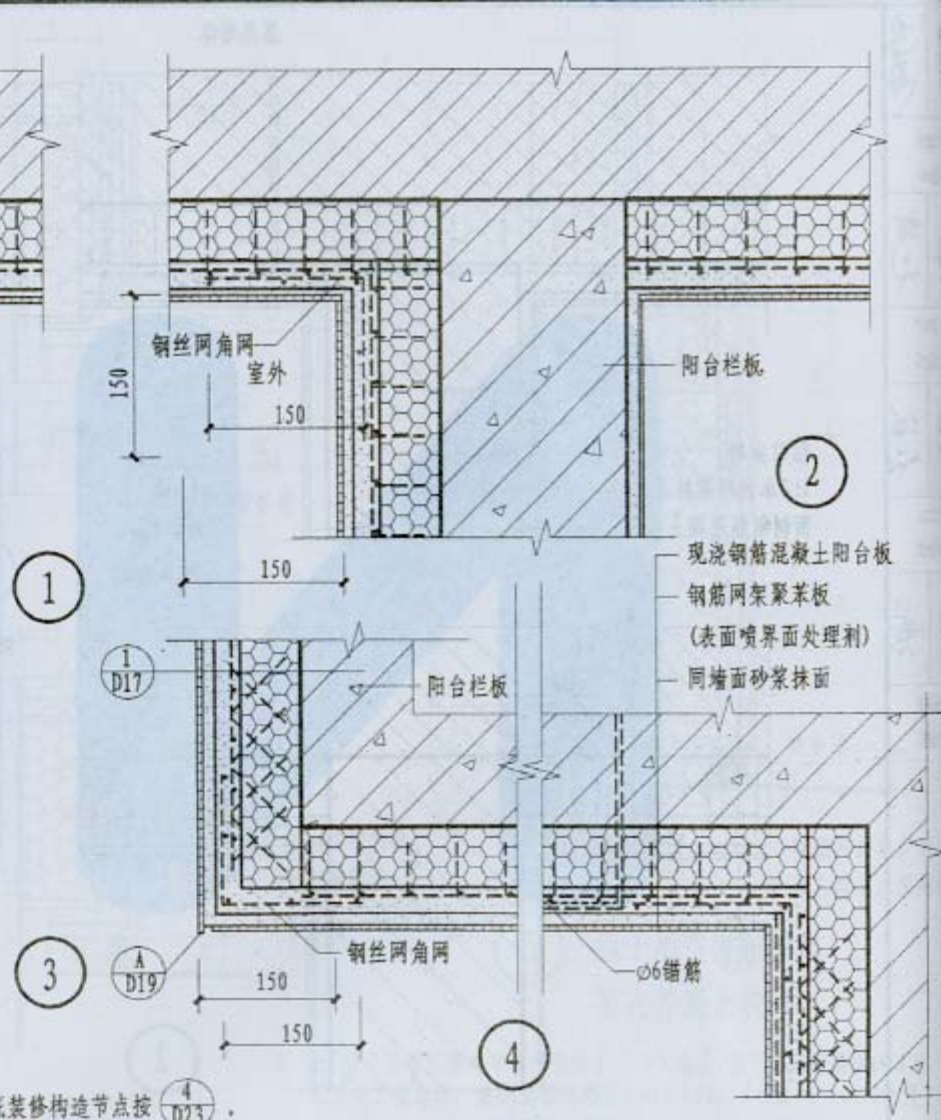 钢丝网角网
室外
150
150
阳台栏板
2
1
150
现浇钢筋混凝土阳台板
钢筋网架聚苯板
(表面喷界面处理剂)
同墙面砂浆抹面
1
D17
阳台栏板
钢丝网角网
∅6锚筋
3
A
D19
150
150
4
装修构造节点按 4
D23 .